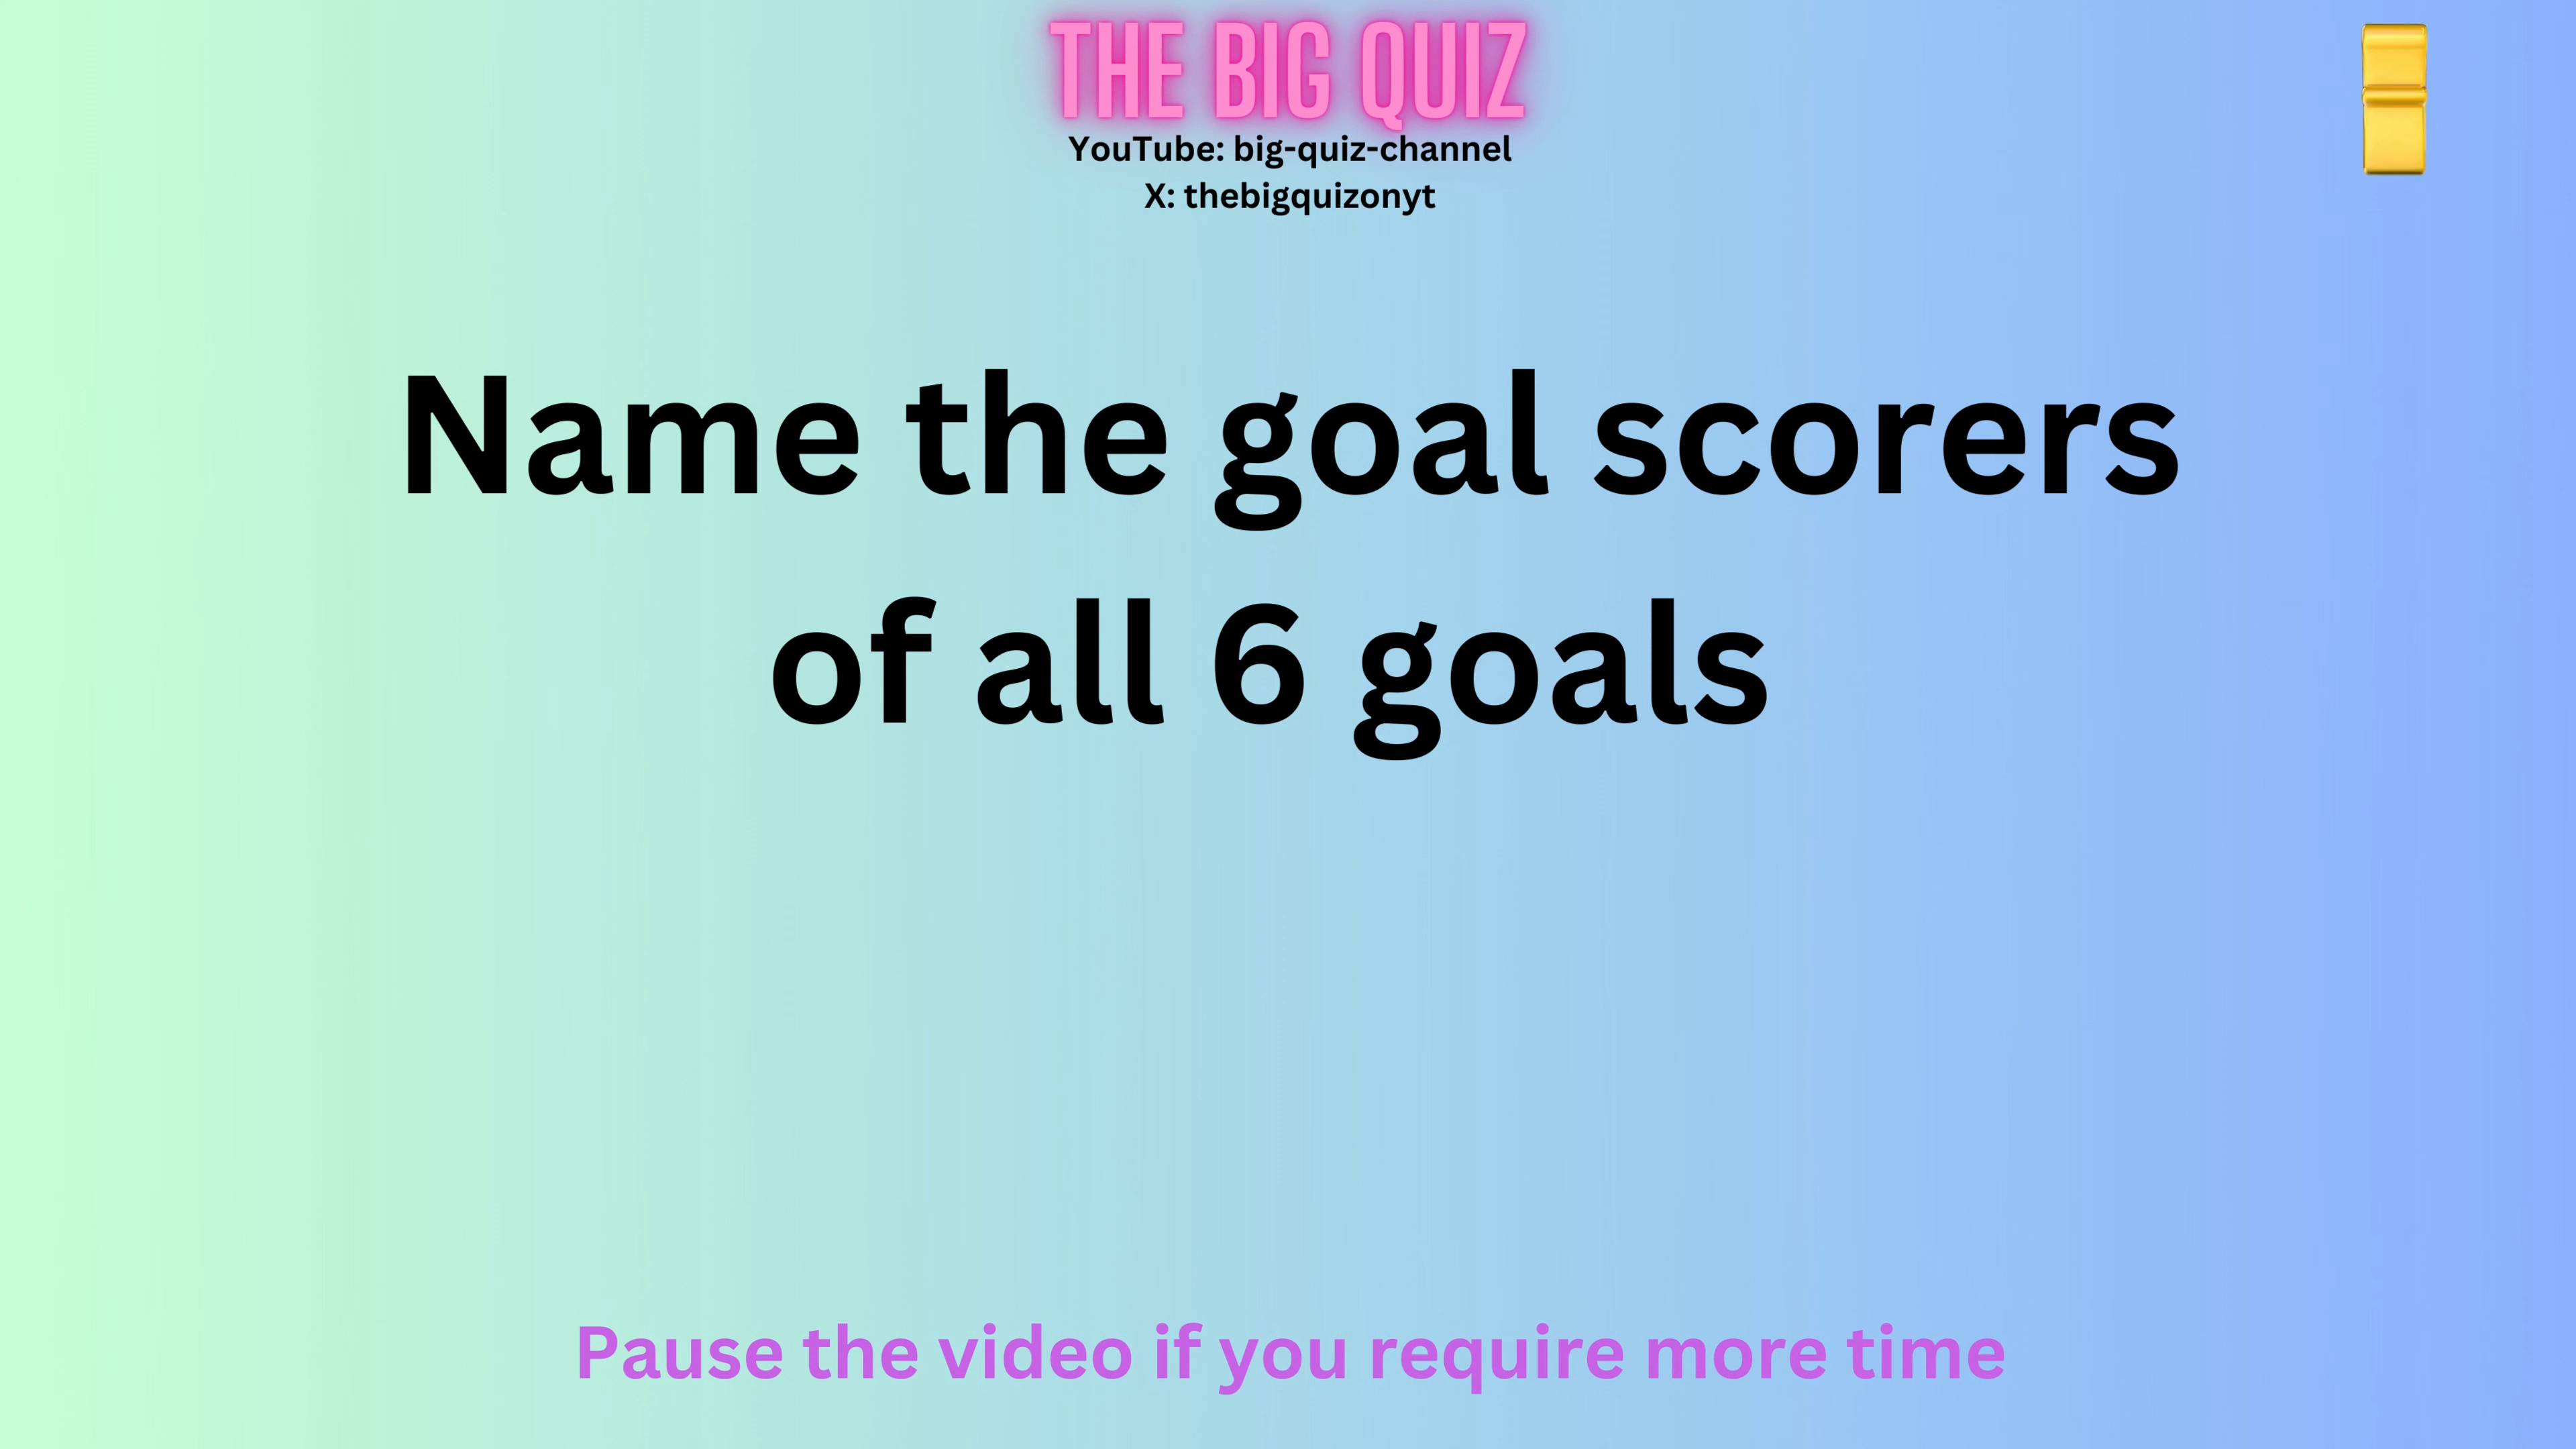 THE BIG QUIZ
YouTube: big-quiz-channel
X: thebigquizonyt
Name the goal scorers
of all 6 goals
Pause the video if you require more time